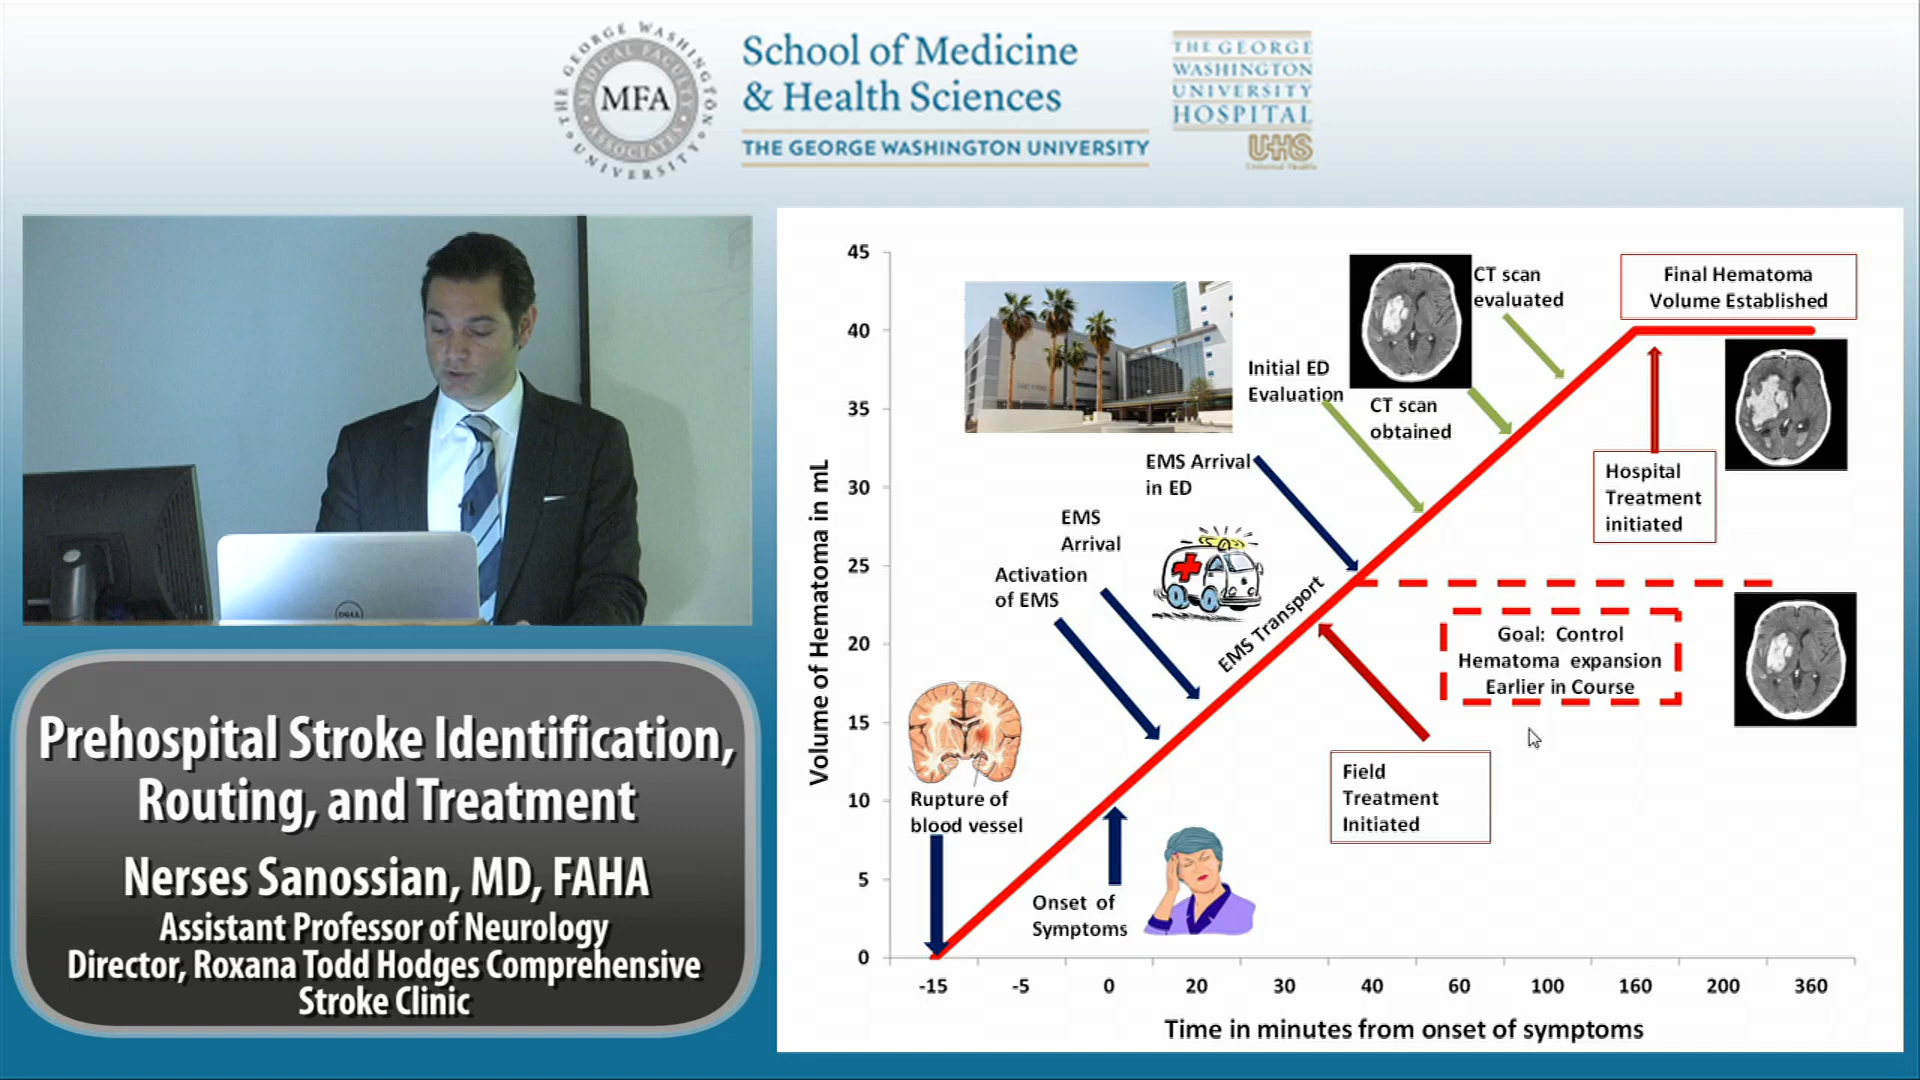 THE GEORGE WASHINGTON UNIVERSITY
MEDICAL FACULTY ASSOCIATES
MFA
School of Medicine
& Health Sciences
THE GEORGE WASHINGTON UNIVERSITY
THE GEORGE
WASHINGTON
UNIVERSITY
HOSPITAL
UHS
DELL
Prehospital Stroke Identification,
Routing, and Treatment
Nerses Sanossian, MD, FAHA
Assistant Professor of Neurology
Director, Roxana Todd Hodges Comprehensive
Stroke Clinic
Volume of Hematoma in mL
45
40
35
30
25
20
15
10
5
0
CT scan
evaluated
Final Hematoma
Volume Established
Initial ED
Evaluation
CT scan
obtained
EMS Arrival
in ED
Hospital
Treatment
initiated
EMS
Arrival
Activation
of EMS
EMS Transport
Goal: Control
Hematoma expansion
Earlier in Course
Rupture of
blood vessel
Field
Treatment
Initiated
Onset of
Symptoms
-15 -5 0 20 30 40 60 100 160 200 360
Time in minutes from onset of symptoms